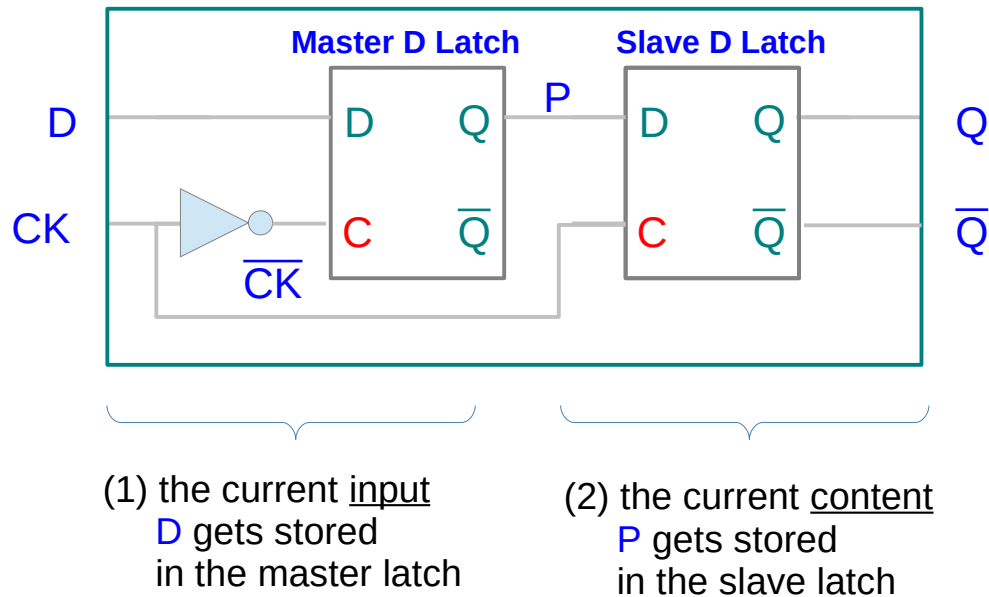 Master D Latch
Slave D Latch
P
D
D
Q
D
Q
Q
CK
C
Q̅
C
Q̅
Q̅
C̅K̅
(1) the current input
D gets stored
in the master latch
(2) the current content
P gets stored
in the slave latch